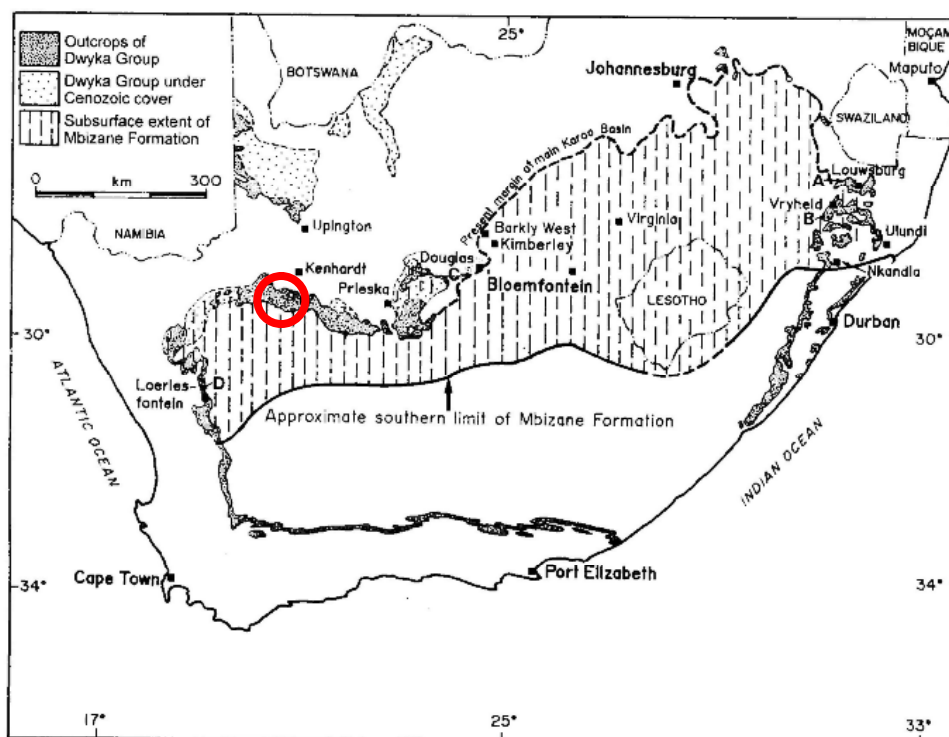 Outcrops of
Dwyka Group
Dwyka Group under
Cenozoic cover
Subsurface extent of
Mbizane Formation
0 300
km
25°
MOÇAM
BIQUE
Maputo
BOTSWANA
Johannesburg
SWAZILAND
Present margin of main Karoo Basin
A
Louwsburg
Vryheid
B
Ulundi
Nkandla
NAMIBIA
Upington
Barkly West
Kimberley
Virginia
Douglas
C
Kenhardt
Prieska
Bloemfontein
LESOTHO
30°
30°
Durban
D
Loeries-
fontein
Approximate southern limit of Mbizane Formation
ATLANTIC OCEAN
INDIAN OCEAN
Cape Town
Port Elizabeth
34°
34°
17°
25°
33°